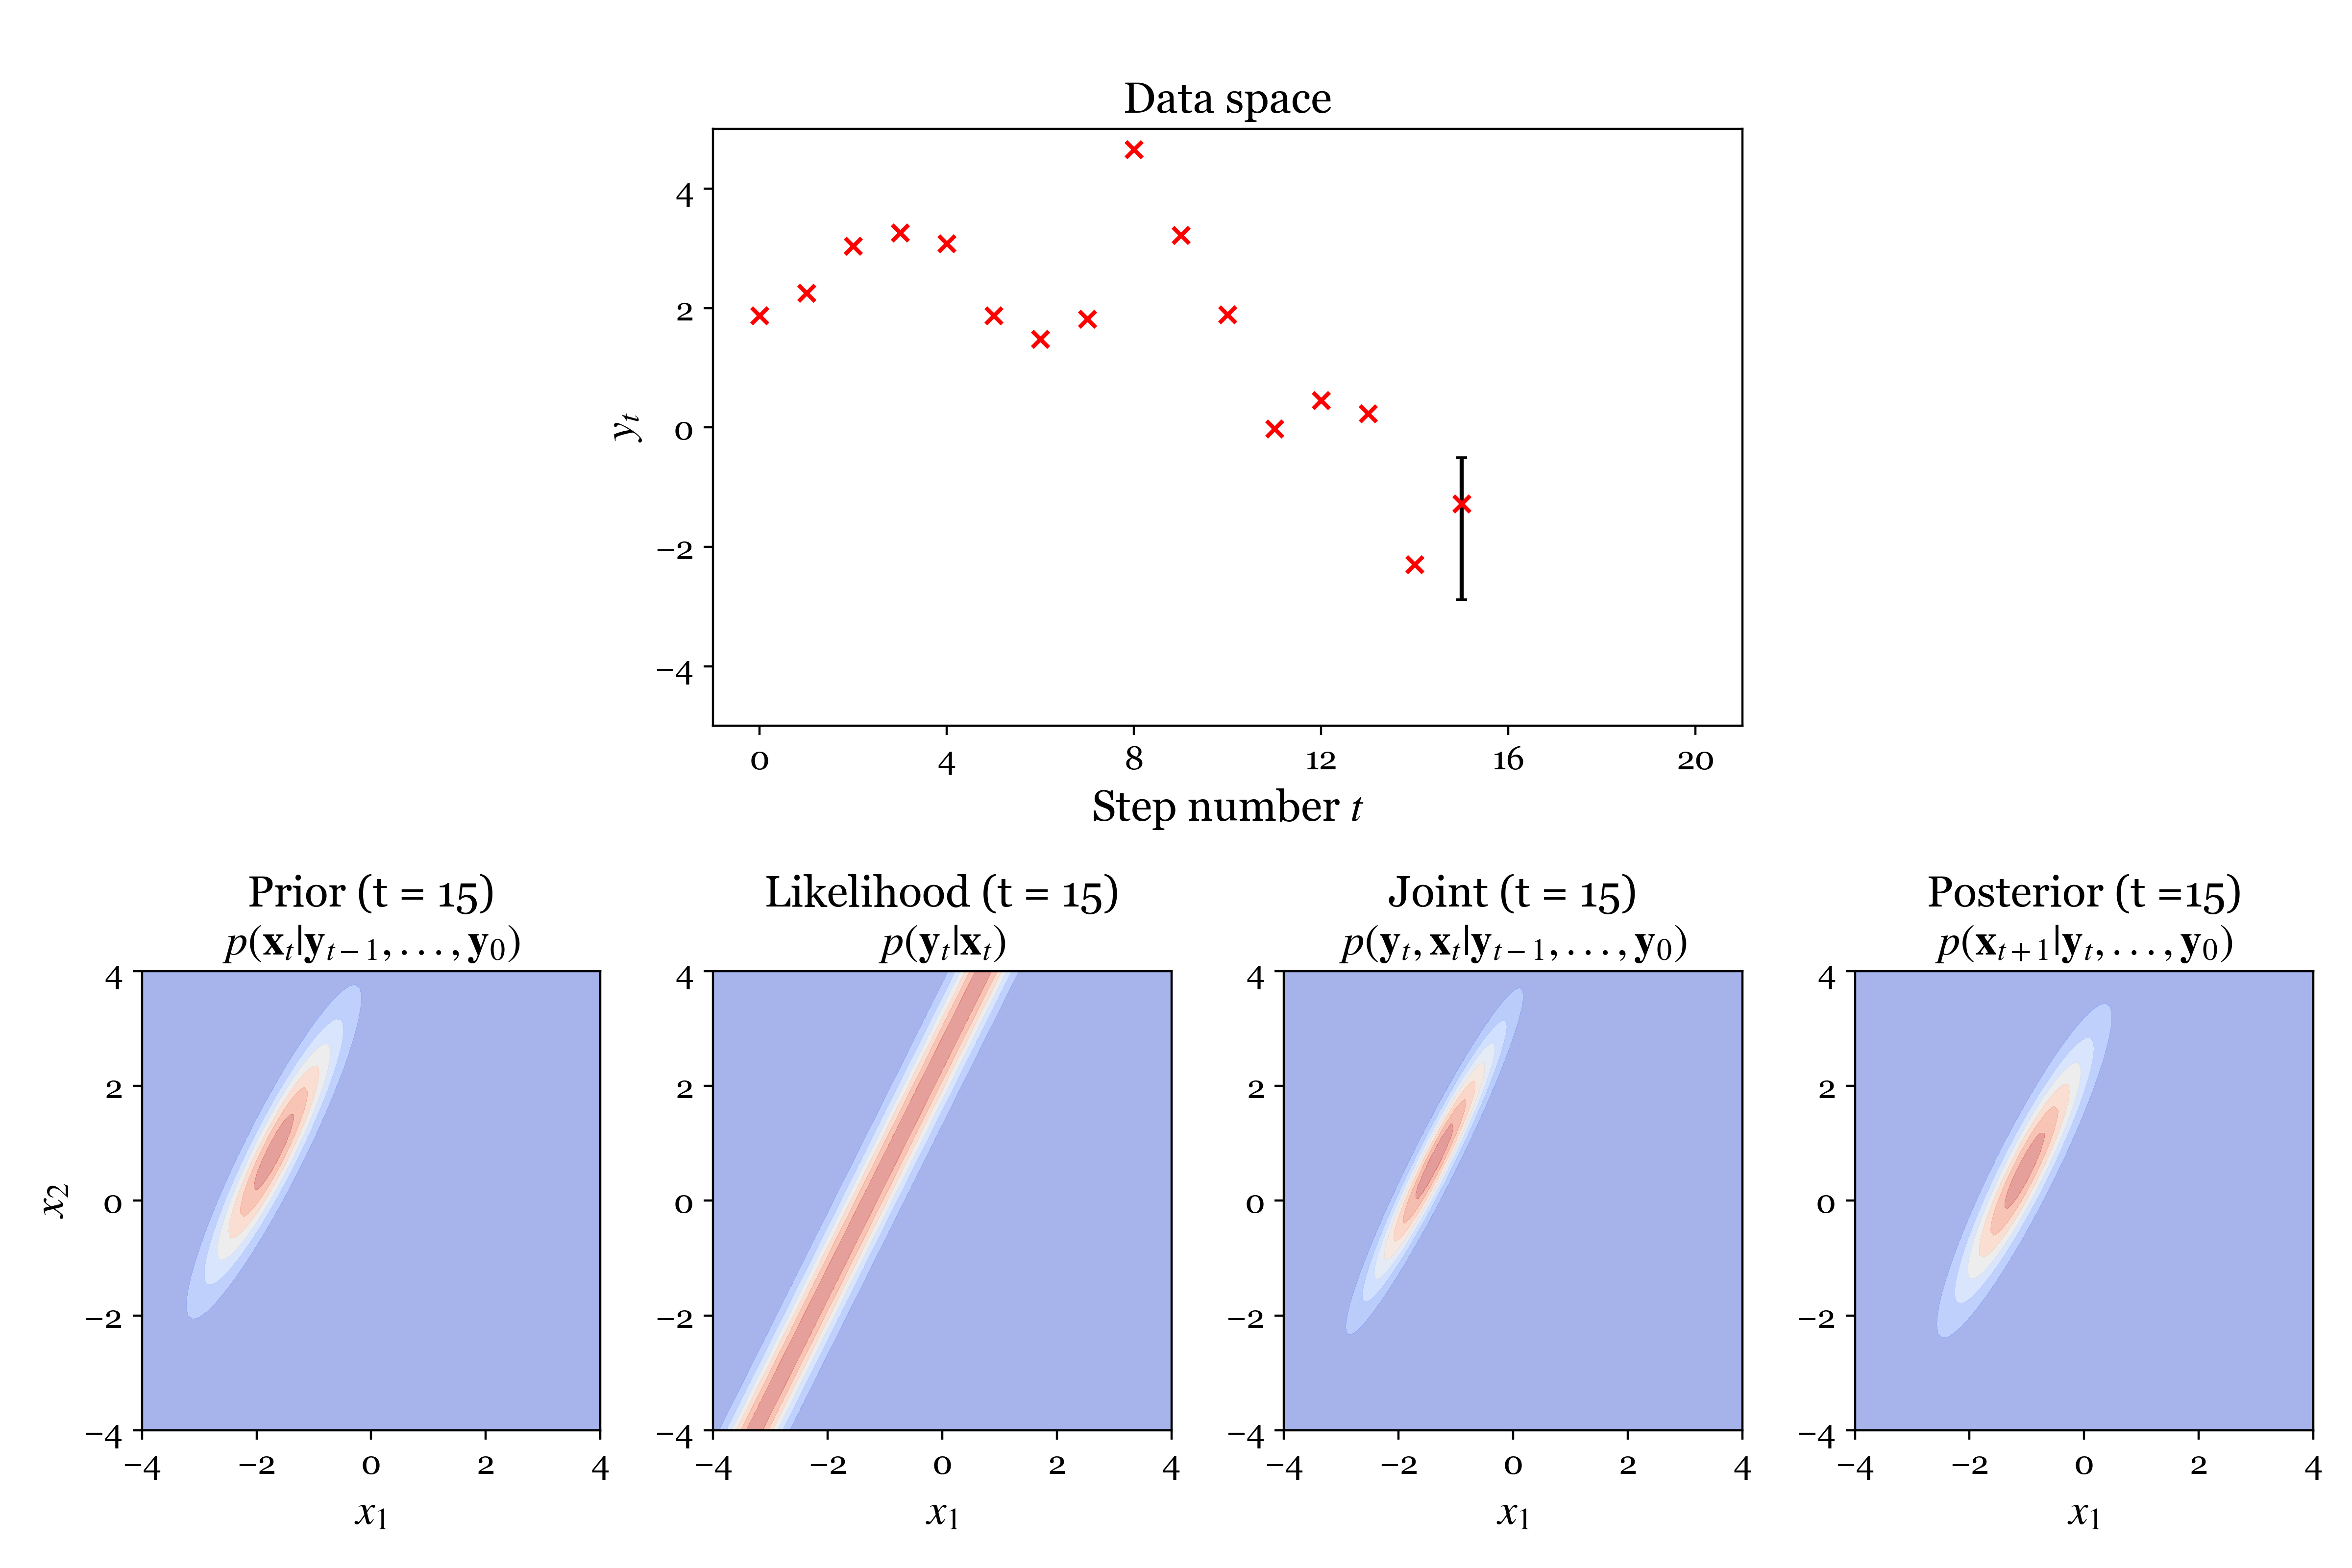 Data space
4
2
0
−2
−4
y_t
0 4 8 12 16 20
Step number t
Prior (t = 15) Likelihood (t = 15) Joint (t = 15) Posterior (t =15)
p(x_t|y_{t−1}, . . . , y_0) p(y_t|x_t) p(y_t, x_t|y_{t−1}, . . . , y_0) p(x_{t+1}|y_t, . . . , y_0)
4 4 4 4
2 2 2 2
x_2
0 0 0 0
−2 −2 −2 −2
−4 −4 −4 −4
−4 −2 0 2 4 −4 −2 0 2 4 −4 −2 0 2 4 −4 −2 0 2 4
x_1 x_1 x_1 x_1